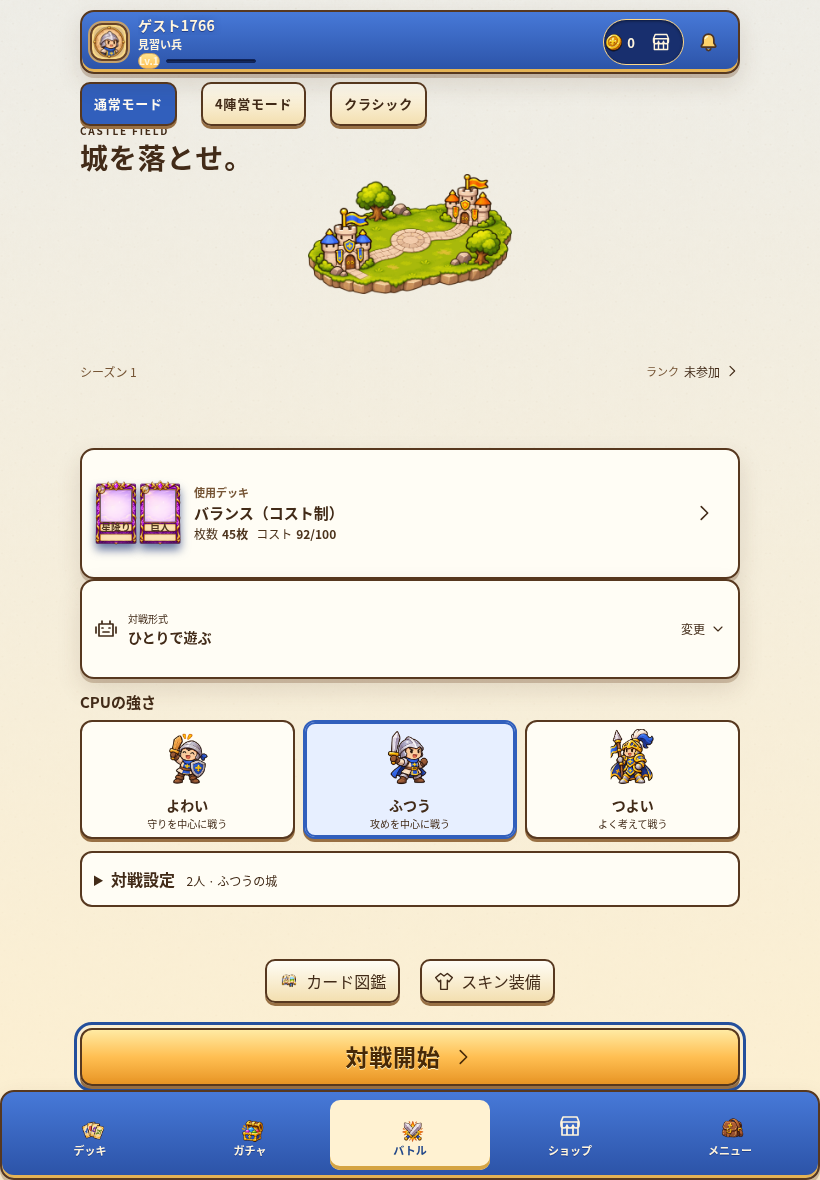 ゲスト1766
見習い兵
Lv.1
0
通常モード
4陣営モード
クラシック
CASTLE FIELD
城を落とせ。
シーズン 1
ランク 未参加
星降り
巨人
使用デッキ
バランス（コスト制）
枚数 45枚 コスト 92/100
対戦形式
ひとりで遊ぶ
変更
CPUの強さ
よわい
守りを中心に戦う
ふつう
攻めを中心に戦う
つよい
よく考えて戦う
対戦設定 2人 · ふつうの城
カード図鑑
スキン装備
対戦開始
デッキ
ガチャ
バトル
ショップ
メニュー